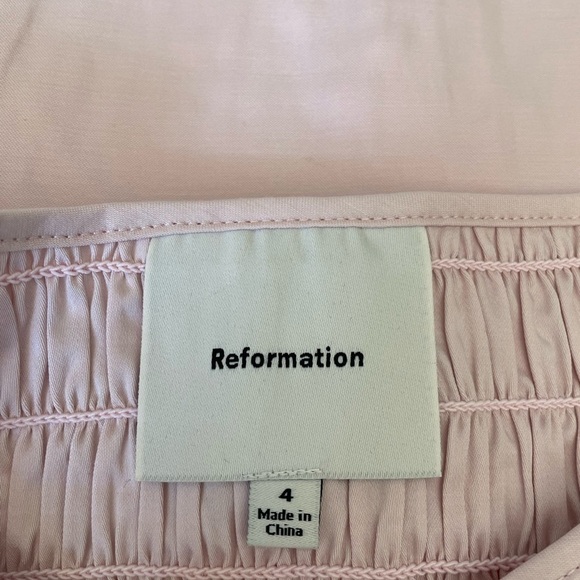 Reformation
4
Made in
China